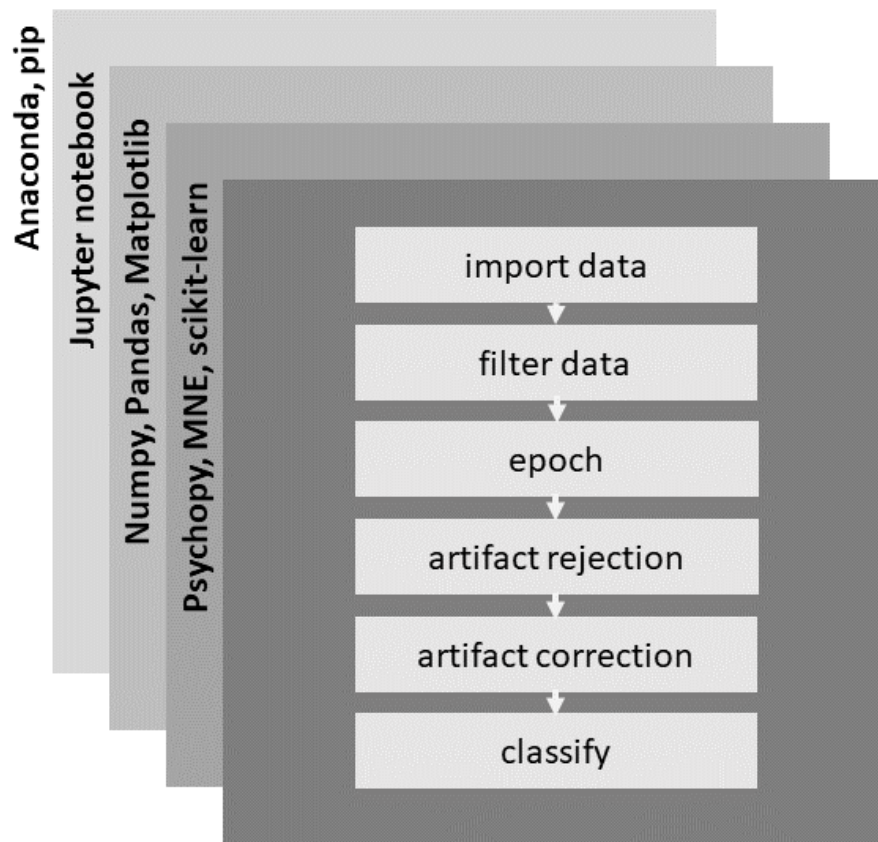 Anaconda, pip
Jupyter notebook
Numpy, Pandas, Matplotlib
Psychopy, MNE, scikit-learn
import data
filter data
epoch
artifact rejection
artifact correction
classify